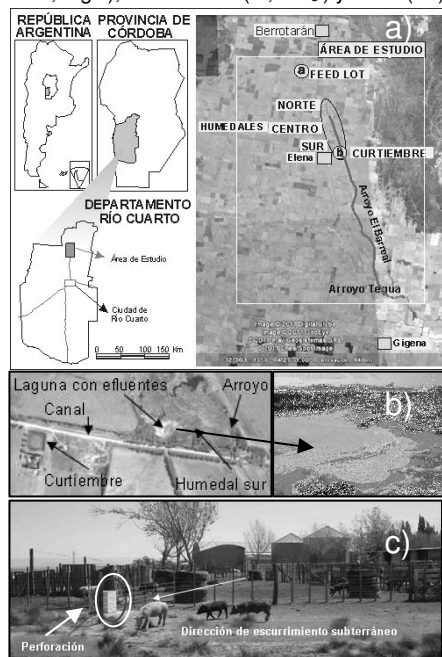 REPÚBLICA
ARGENTINA
PROVINCIA DE
CÓRDOBA
DEPARTAMENTO
RÍO CUARTO
Área de Estudio
Ciudad de
Río Cuarto
0 50 100 150 Km
a)
Berrotarán
ÁREA DE ESTUDIO
a
FEED LOT
NORTE
HUMEDALES
CENTRO
SUR
Elena
b
CURTIEMBRE
Arroyo El Barreal
Arroyo Tegua
Gigena
b)
Laguna con efluentes
Arroyo
Canal
Curtiembre
Humedal sur
c)
Perforación
Dirección de escurrimiento subterráneo